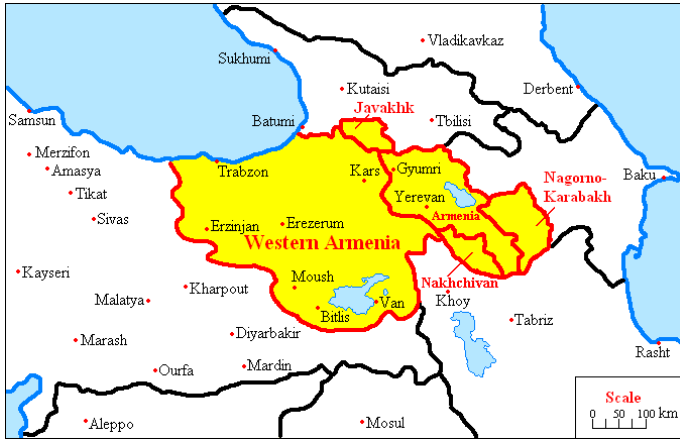 Vladikavkaz
Sukhumi
Kutaisi
Derbent
Javakhk
Samsun
Batumi
Tbilisi
Merzifon
Amasya
Trabzon
Gyumri
Kars
Nagorno-
Karabakh
Baku
Tikat
Yerevan
Sivas
Armenia
Erzinjan
Erezerum
Western Armenia
Kayseri
Moush
Nakhchivan
Kharpout
Malatya
Bitlis
Van
Khoy
Tabriz
Marash
Diyarbakir
Rasht
Ourfa
Mardin
Scale
0 50 100 km
Aleppo
Mosul